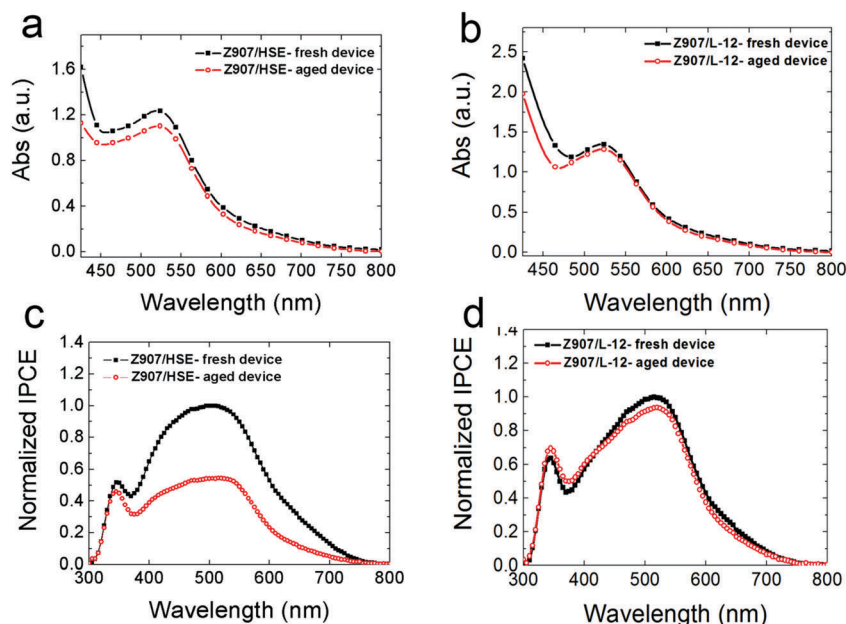 a
Z907/HSE- fresh device
Z907/HSE- aged device
1.6
1.2
0.8
0.4
0.0
Abs (a.u.)
450 500 550 600 650 700 750 800
Wavelength (nm)
b
Z907/L-12- fresh device
Z907/L-12- aged device
2.5
2.0
1.5
1.0
0.5
0.0
Abs (a.u.)
450 500 550 600 650 700 750 800
Wavelength (nm)
c
Z907/HSE- fresh device
Z907/HSE- aged device
1.4
1.2
1.0
0.8
0.6
0.4
0.2
0.0
Normalized IPCE
300 400 500 600 700 800
Wavelength (nm)
d
Z907/L-12- fresh device
Z907/L-12- aged device
1.4
1.2
1.0
0.8
0.6
0.4
0.2
0.0
Normalized IPCE
300 400 500 600 700 800
Wavelength (nm)